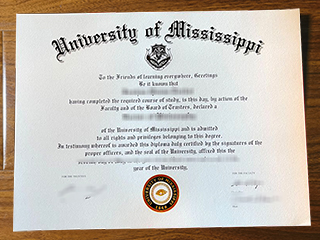 University of Mississippi
To the Friends of learning everywhere, Greetings
Be it known that
having completed the required course of study, is this day, by action of the
Faculty and of the Board of Trustees, declared a
of the University of Mississippi and is admitted
to all rights and privileges belonging to this degree.
In testimony whereof is awarded this diploma duly certified by the signatures of the
proper officers, and the seal of the University, affixed this the
year of the University.